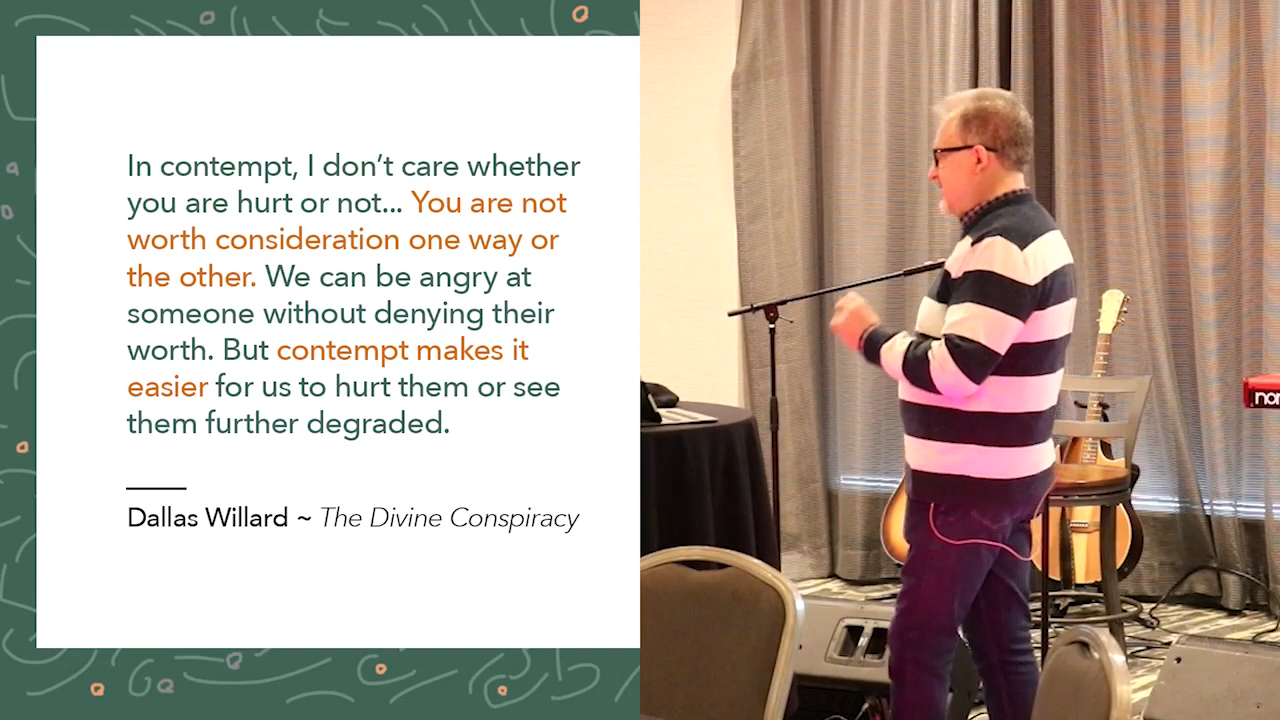 In contempt, I don’t care whether
you are hurt or not... You are not
worth consideration one way or
the other. We can be angry at
someone without denying their
worth. But contempt makes it
easier for us to hurt them or see
them further degraded.
Dallas Willard ~ The Divine Conspiracy